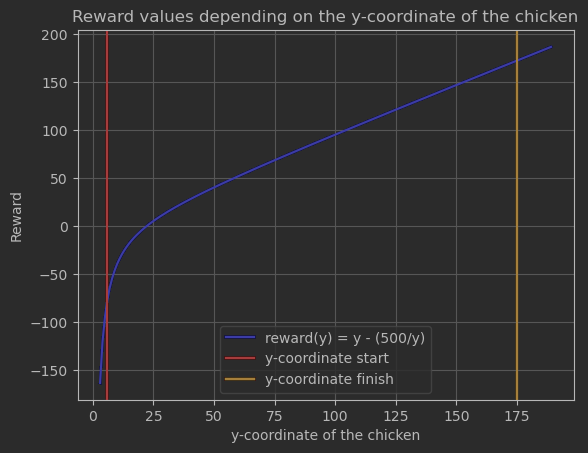 Reward values depending on the y-coordinate of the chicken
200
150
100
50
0
−50
−100
−150
Reward
reward(y) = y - (500/y)
y-coordinate start
y-coordinate finish
0 25 50 75 100 125 150 175
y-coordinate of the chicken